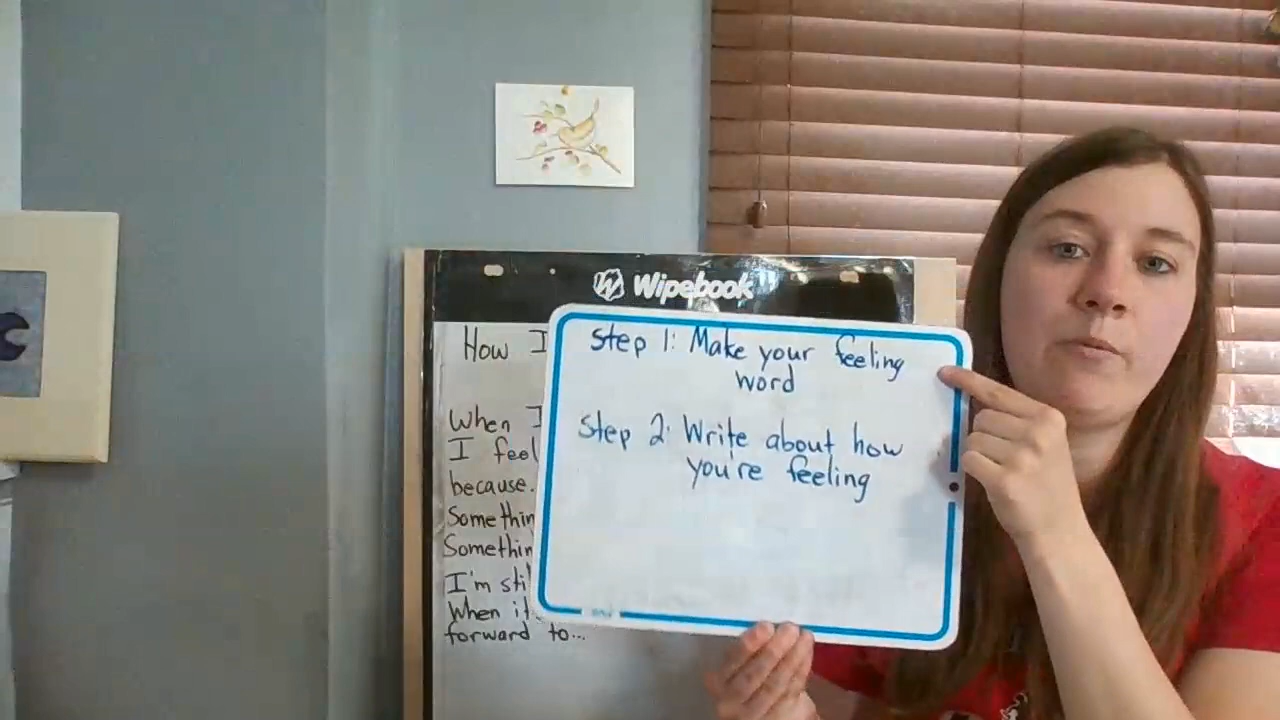 Wipebook
Step 1: Make your feeling
word
Step 2: Write about how
you're feeling
How I
When I
I feel
because.
Somethin
Somethin
I'm stil
When it
forward to...